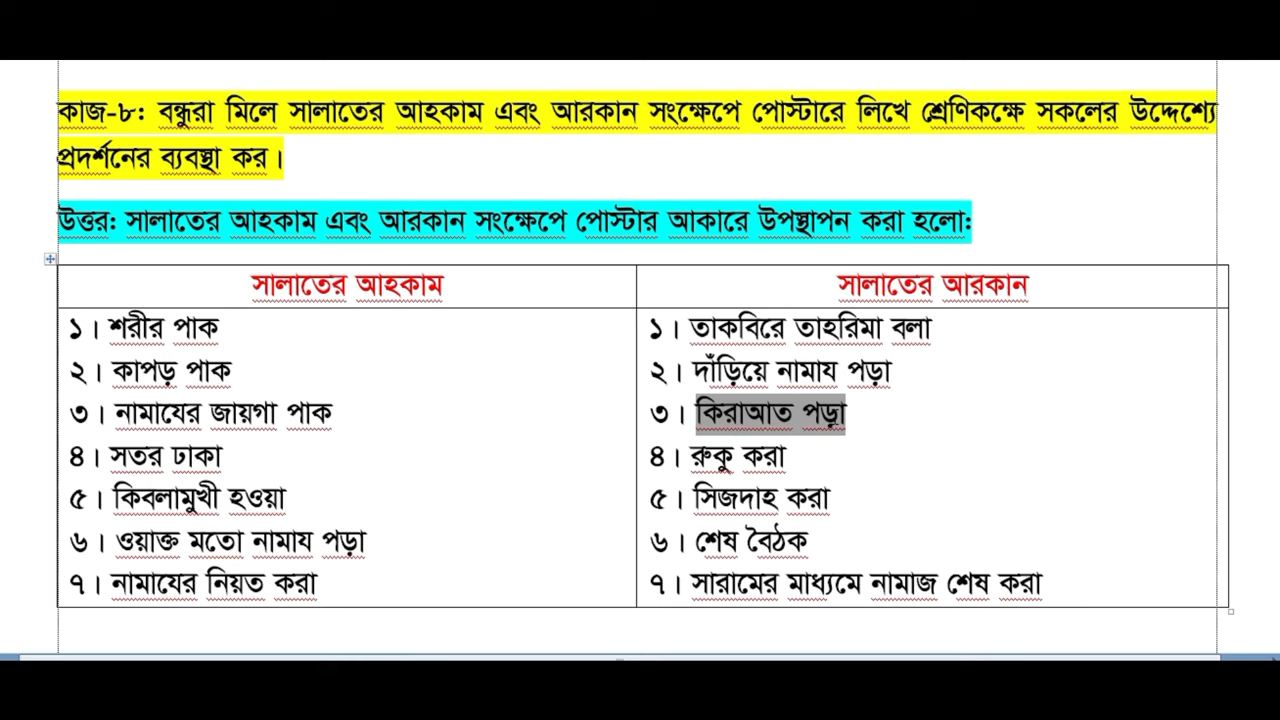 কাজ-৮: বন্ধুরা মিলে সালাতের আহকাম এবং আরকান সংক্ষেপে পোস্টারে লিখে শ্রেণিকক্ষে সকলের উদ্দেশ্যে
প্রদর্শনের ব্যবস্থা কর।
উত্তর: সালাতের আহকাম এবং আরকান সংক্ষেপে পোস্টার আকারে উপস্থাপন করা হলো:
সালাতের আহকাম
১। শরীর পাক
২। কাপড় পাক
৩। নামাযের জায়গা পাক
৪। সতর ঢাকা
৫। কিবলামুখী হওয়া
৬। ওয়াক্ত মতো নামায পড়া
৭। নামাযের নিয়ত করা
সালাতের আরকান
১। তাকবিরে তাহরিমা বলা
২। দাঁড়িয়ে নামায পড়া
৩। কিরাআত পড়া
৪। রুকু করা
৫। সিজদাহ করা
৬। শেষ বৈঠক
৭। সারামের মাধ্যমে নামাজ শেষ করা